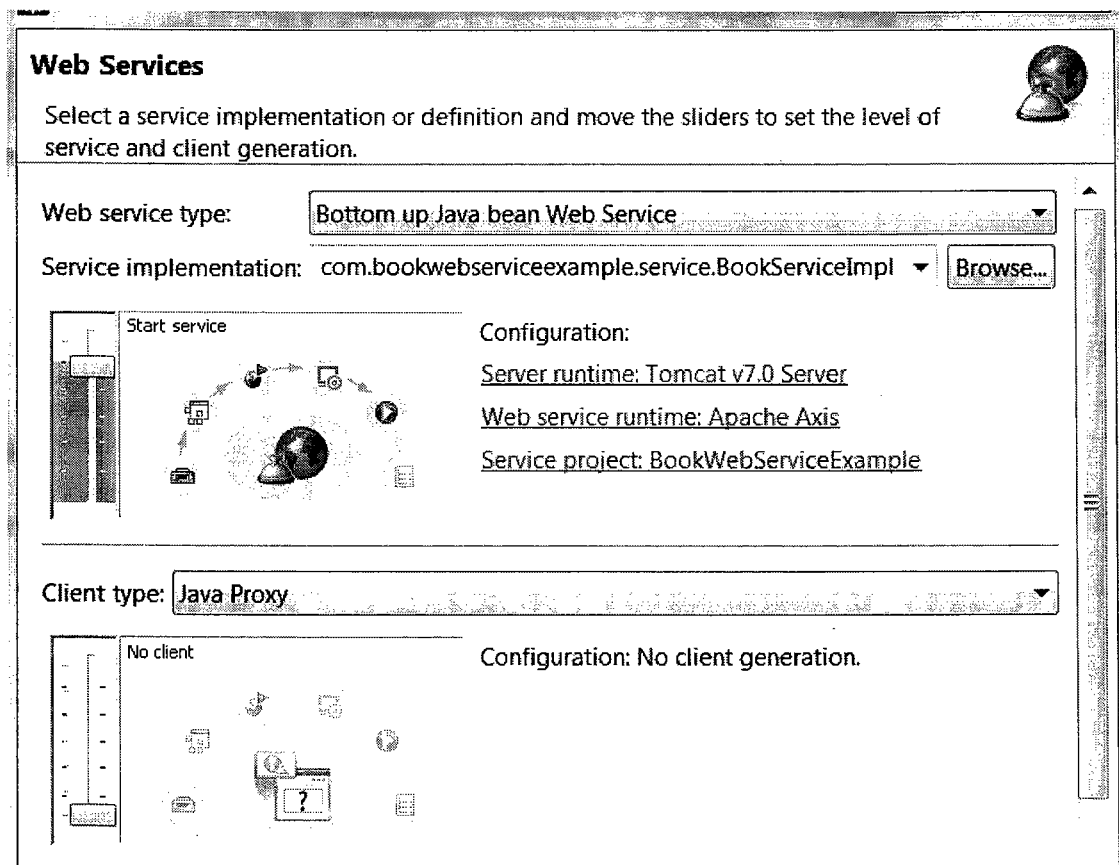 Web Services
Select a service implementation or definition and move the sliders to set the level of
service and client generation.
Web service type: Bottom up Java bean Web Service
Service implementation: com.bookwebserviceexample.service.BookServiceImpl Browse...
Start service
Configuration:
Server runtime: Tomcat v7.0 Server
Web service runtime: Apache Axis
Service project: BookWebServiceExample
Client type: Java Proxy
No client
Configuration: No client generation.
?